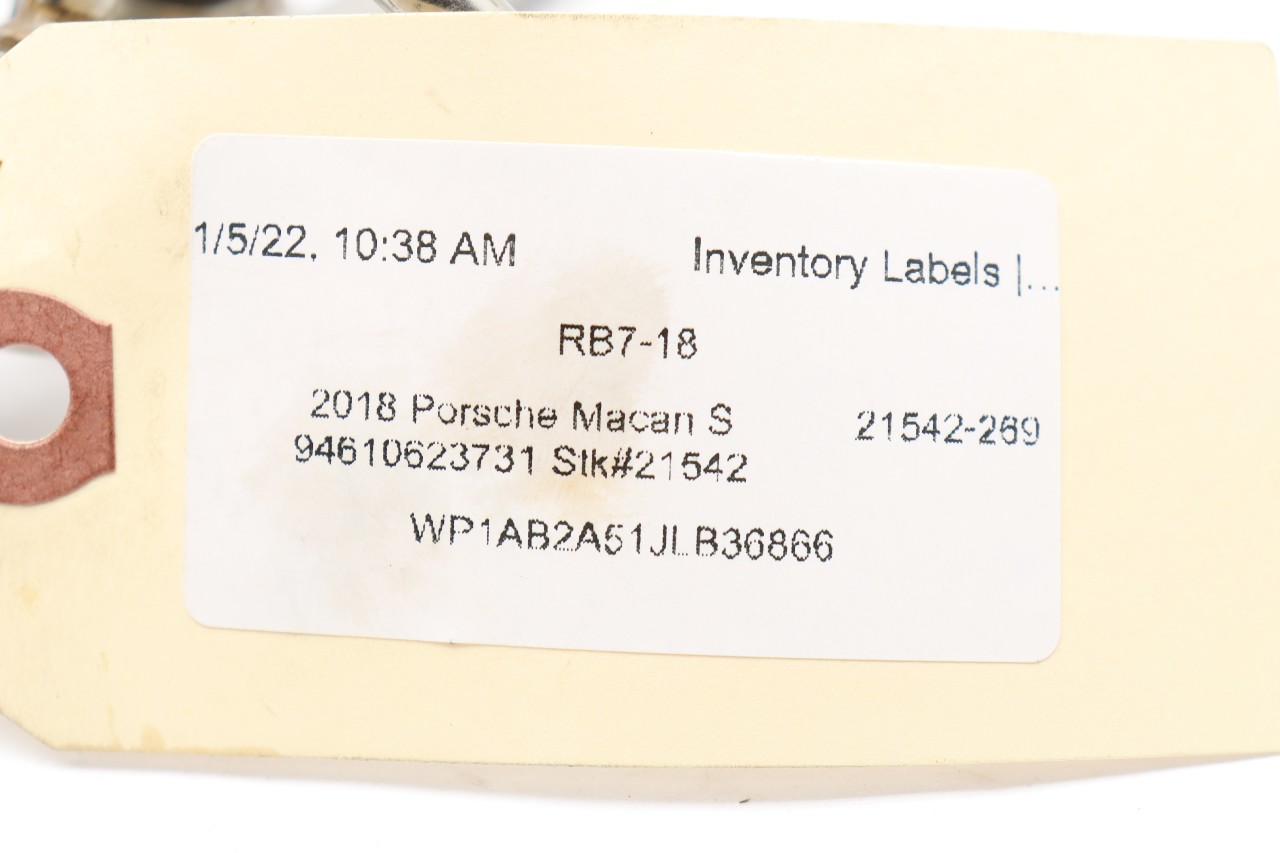 1/5/22, 10:38 AM Inventory Labels |...
RB7-18
2018 Porsche Macan S 21542-269
94610623731 Stk#21542
WP1AB2A51JLB36866